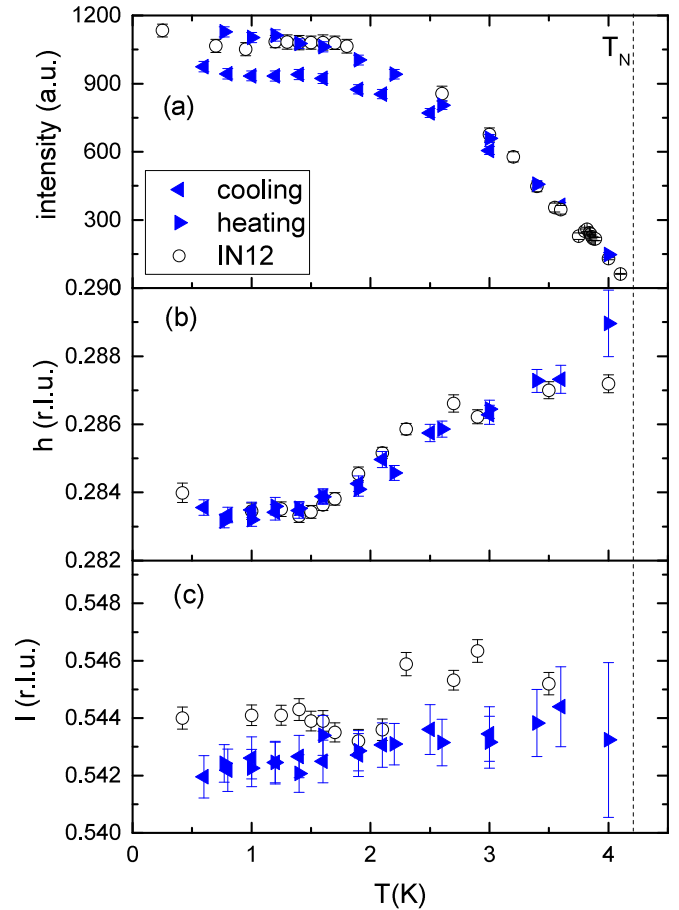 1200
900
600
300
0.290
intensity (a.u.)
(a)
T_N
cooling
heating
IN12
0.288
0.286
0.284
0.282
h (r.l.u.)
(b)
0.548
0.546
0.544
0.542
0.540
l (r.l.u.)
(c)
0 1 2 3 4
T(K)